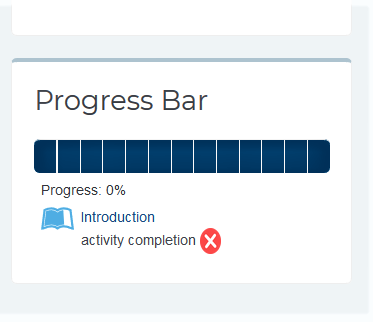 Progress Bar
Progress: 0%
Introduction
activity completion